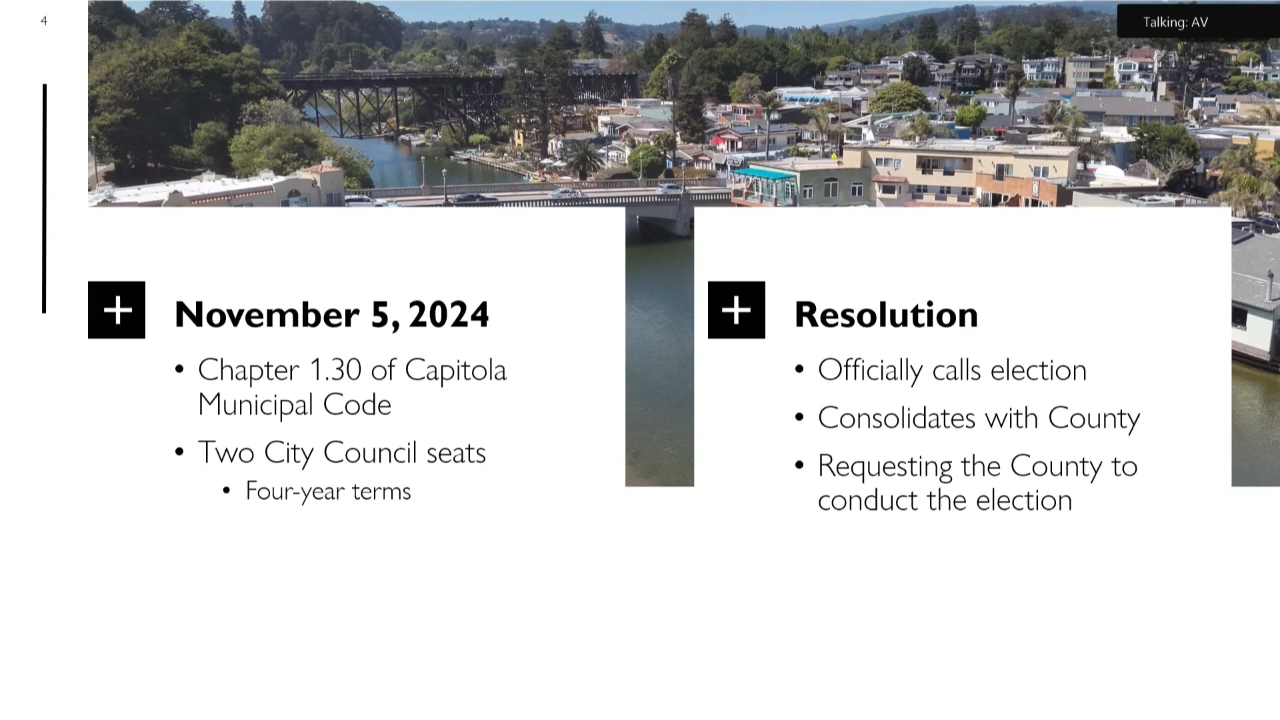 4
Talking: AV
November 5, 2024
• Chapter 1.30 of Capitola
Municipal Code
• Two City Council seats
• Four-year terms
Resolution
• Officially calls election
• Consolidates with County
• Requesting the County to
conduct the election